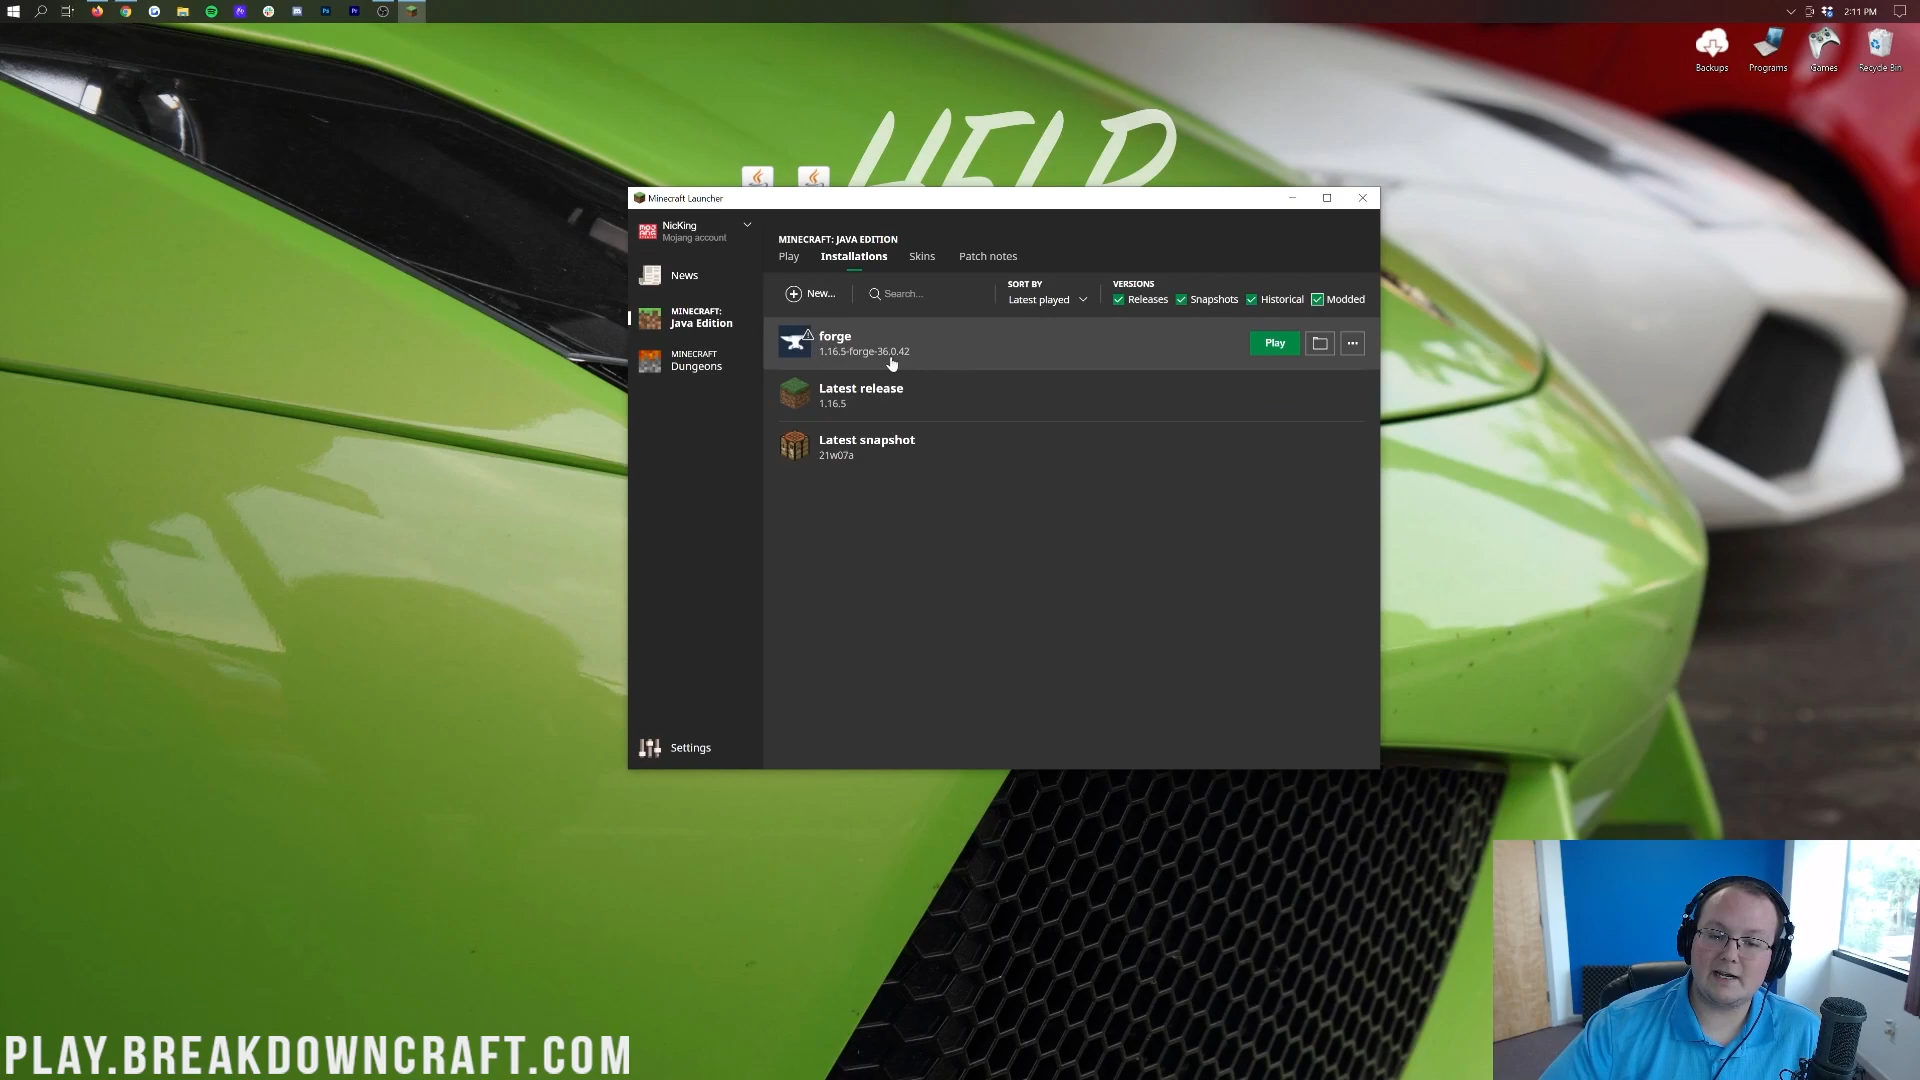 2:11 PM
Backups
Programs
Games
Recycle Bin
HELP
Minecraft Launcher
NicKing
Mojang account
News
MINECRAFT:
Java Edition
MINECRAFT
Dungeons
Settings
MINECRAFT: JAVA EDITION
Play
Installations
Skins
Patch notes
New...
Search...
SORT BY
Latest played
VERSIONS
Releases
Snapshots
Historical
Modded
forge
1.16.5-forge-36.0.42
Play
Latest release
1.16.5
Latest snapshot
21w07a
PLAY.BREAKDOWNCRAFT.COM